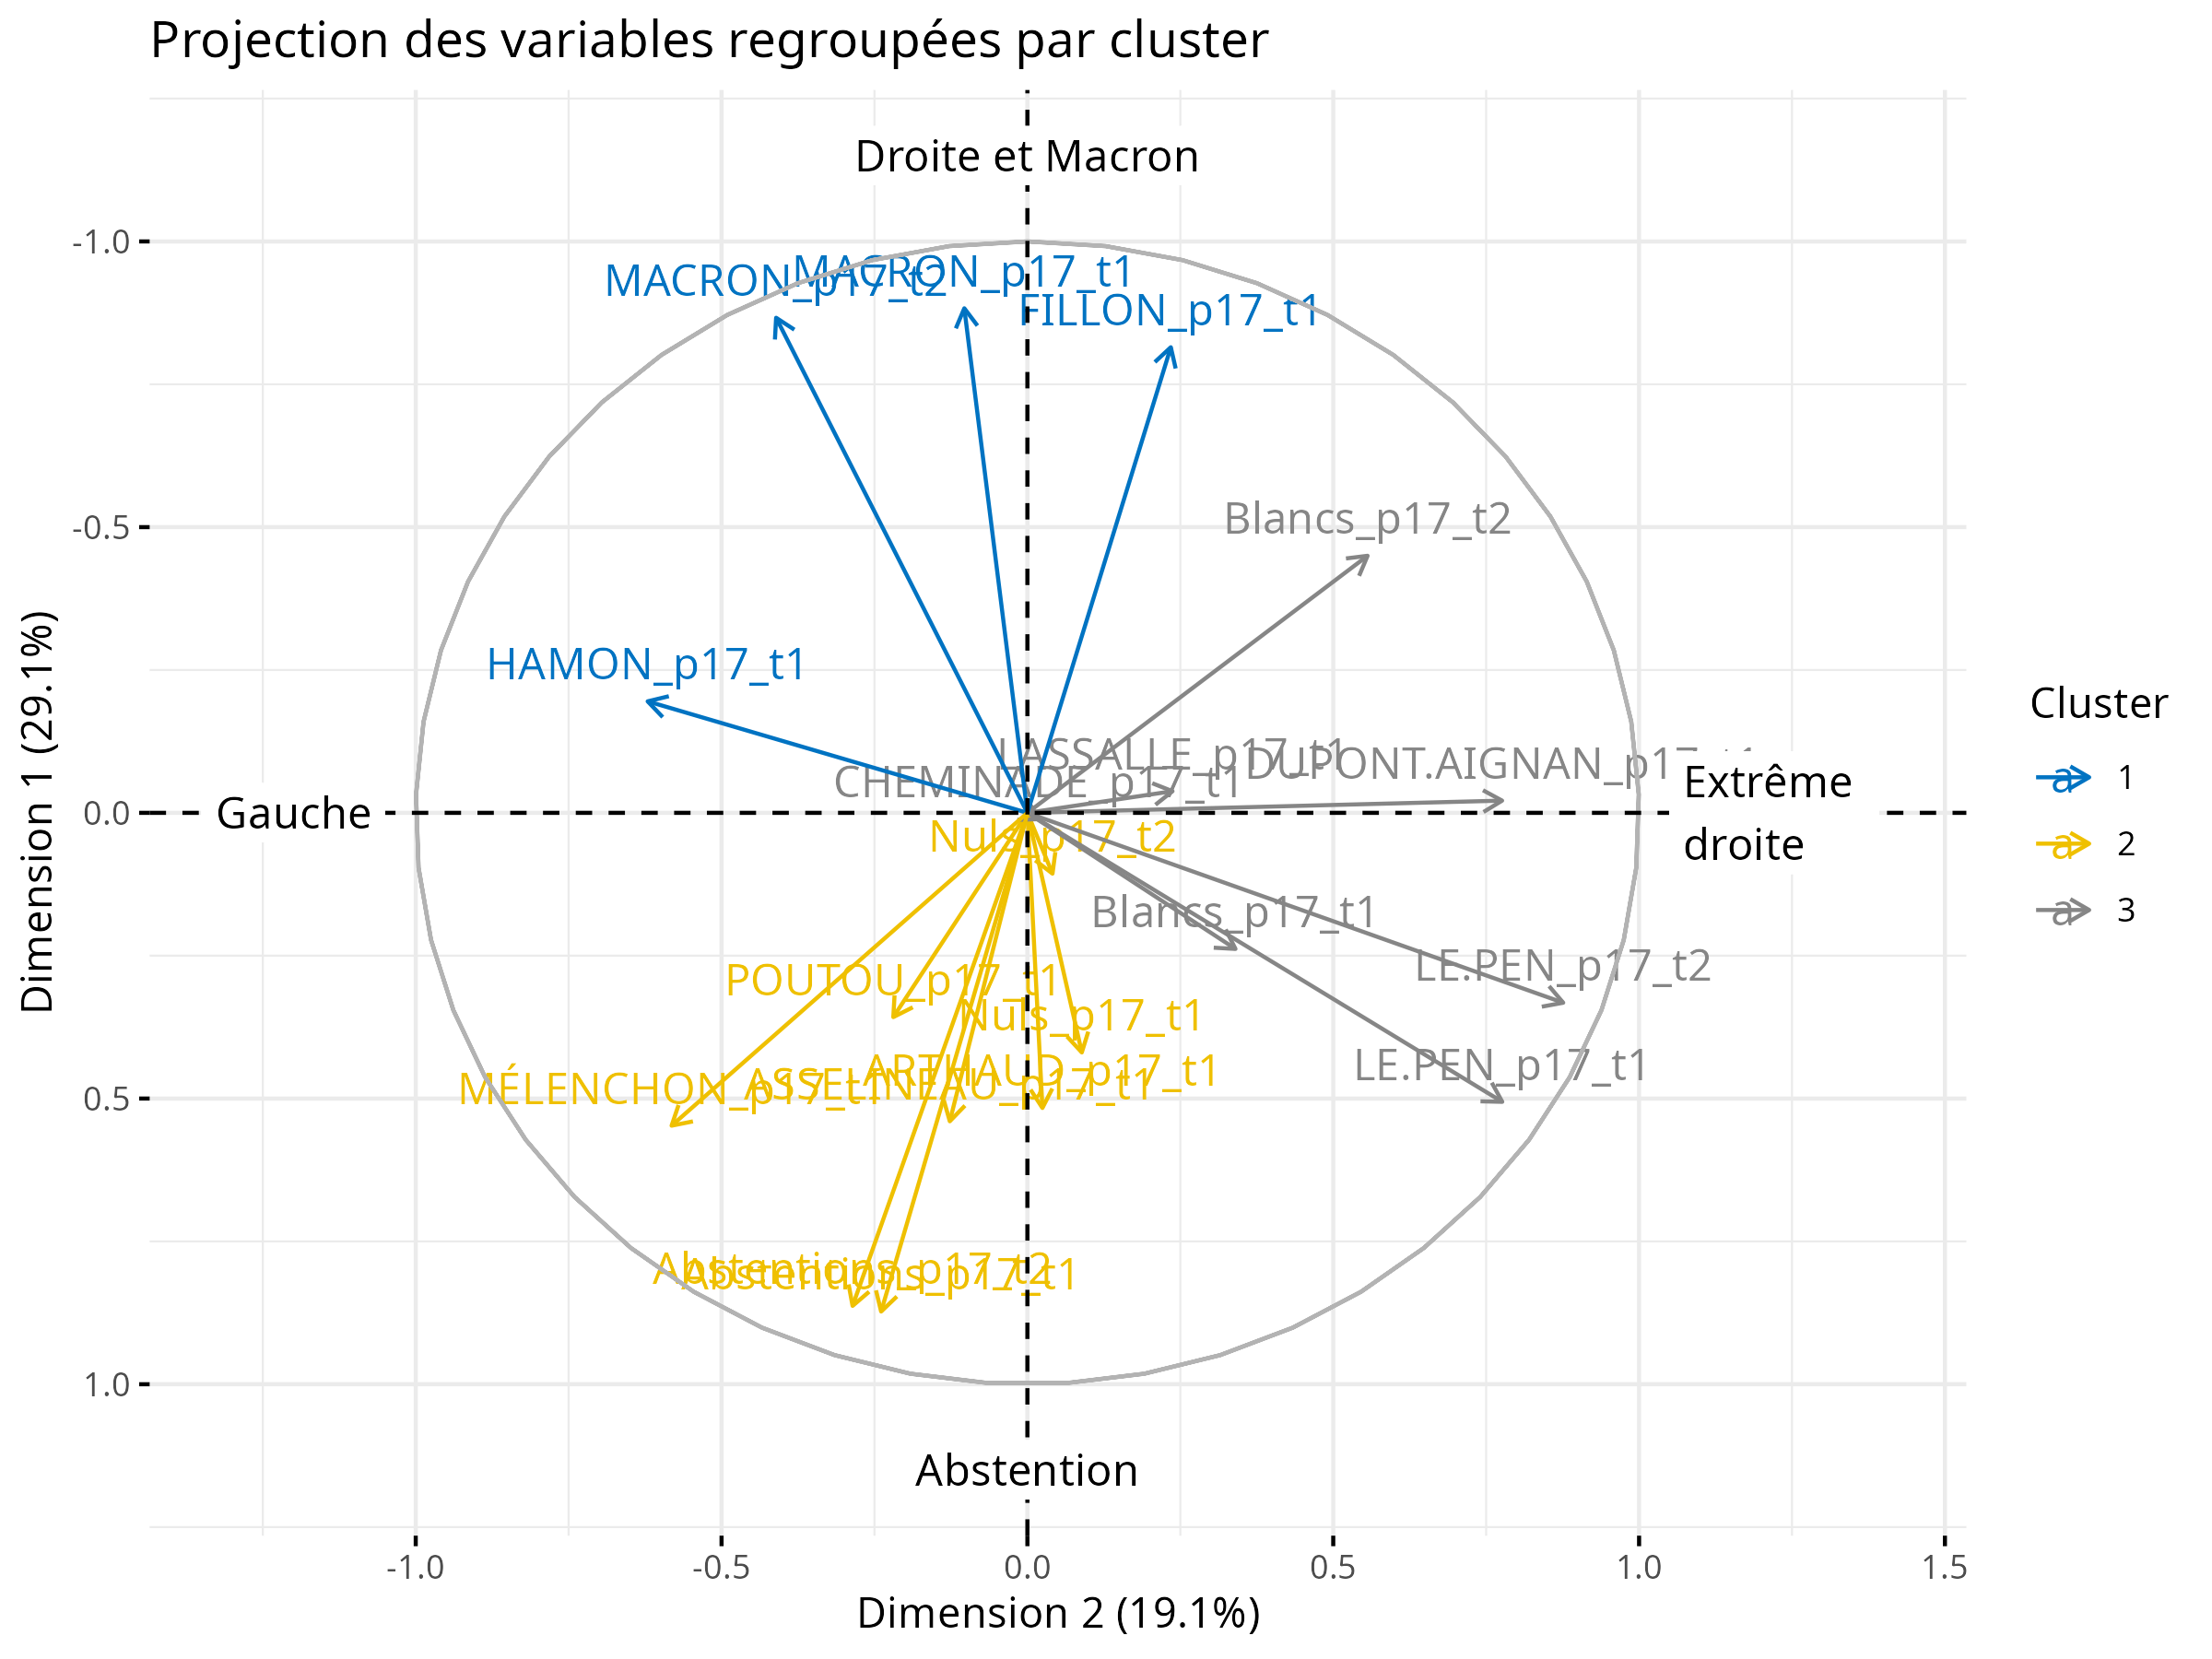 Projection des variables regroupées par cluster
Droite et Macron
-1.0
MACRON_p17_t2
MACRON_p17_t1
FILLON_p17_t1
-0.5
Blancs_p17_t2
HAMON_p17_t1
LASSALLE_p17_t1
DUPONT.AIGNAN_p17_t1
CHEMINADE_p17_t1
Extrême
droite
0.0
Gauche
Nuls_p17_t2
Blancs_p17_t1
LE.PEN_p17_t2
POUTOU_p17_t1
Nuls_p17_t1
LE.PEN_p17_t1
ARTHAUD_p17_t1
MÉLENCHON_p17_t1
ASSELINEAU_p17_t1
0.5
Abstentions_p17_t2
Abstentions_p17_t1
1.0
Abstention
-1.0
-0.5
0.0
0.5
1.0
1.5
Dimension 2 (19.1%)
Dimension 1 (29.1%)
Cluster
a 1
a 2
a 3